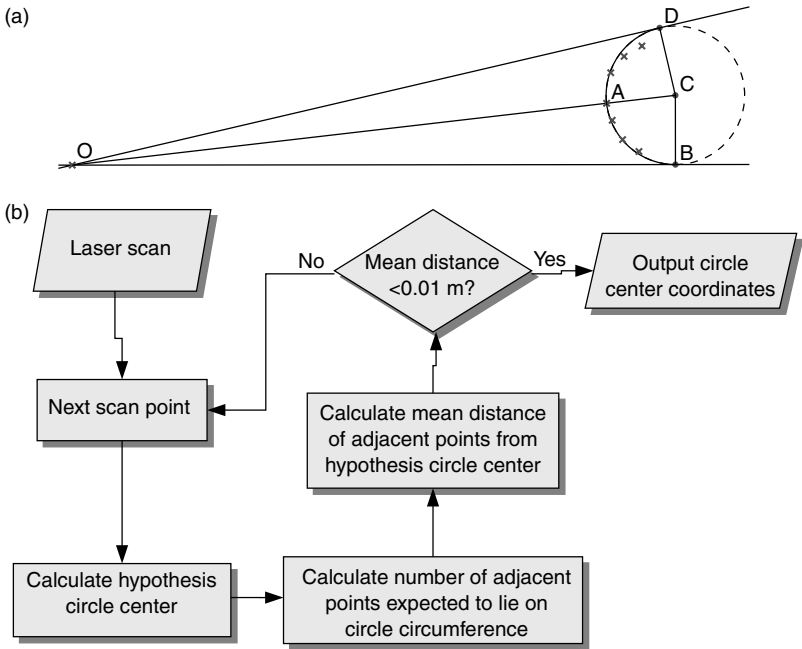 (a)
D
A
C
O
B
(b)
Laser scan
No
Mean distance
<0.01 m?
Yes
Output circle
center coordinates
Next scan point
Calculate mean distance
of adjacent points from
hypothesis circle center
Calculate hypothesis
circle center
Calculate number of adjacent
points expected to lie on
circle circumference